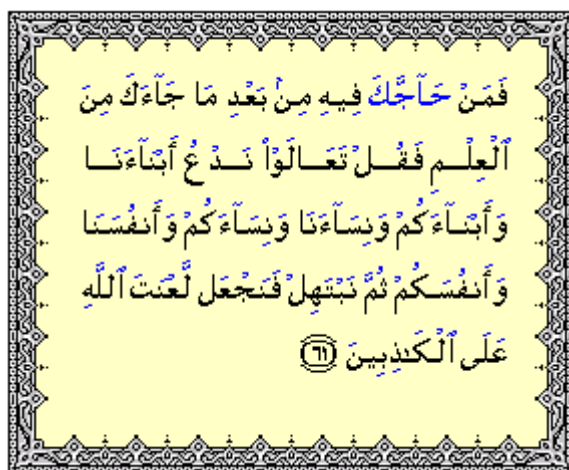 فَمَنْ حَآجَّكَ فِيهِ مِنۢ بَعْدِ مَا جَآءَكَ مِنَ
ٱلْعِلْمِ فَقُلْ تَعَالَوْا۟ نَدْعُ أَبْنَآءَنَا
وَأَبْنَآءَكُمْ وَنِسَآءَنَا وَنِسَآءَكُمْ وَأَنفُسَنَا
وَأَنفُسَكُمْ ثُمَّ نَبْتَهِلْ فَنَجْعَل لَّعْنَتَ ٱللَّهِ
عَلَى ٱلْكَٰذِبِينَ ٦١